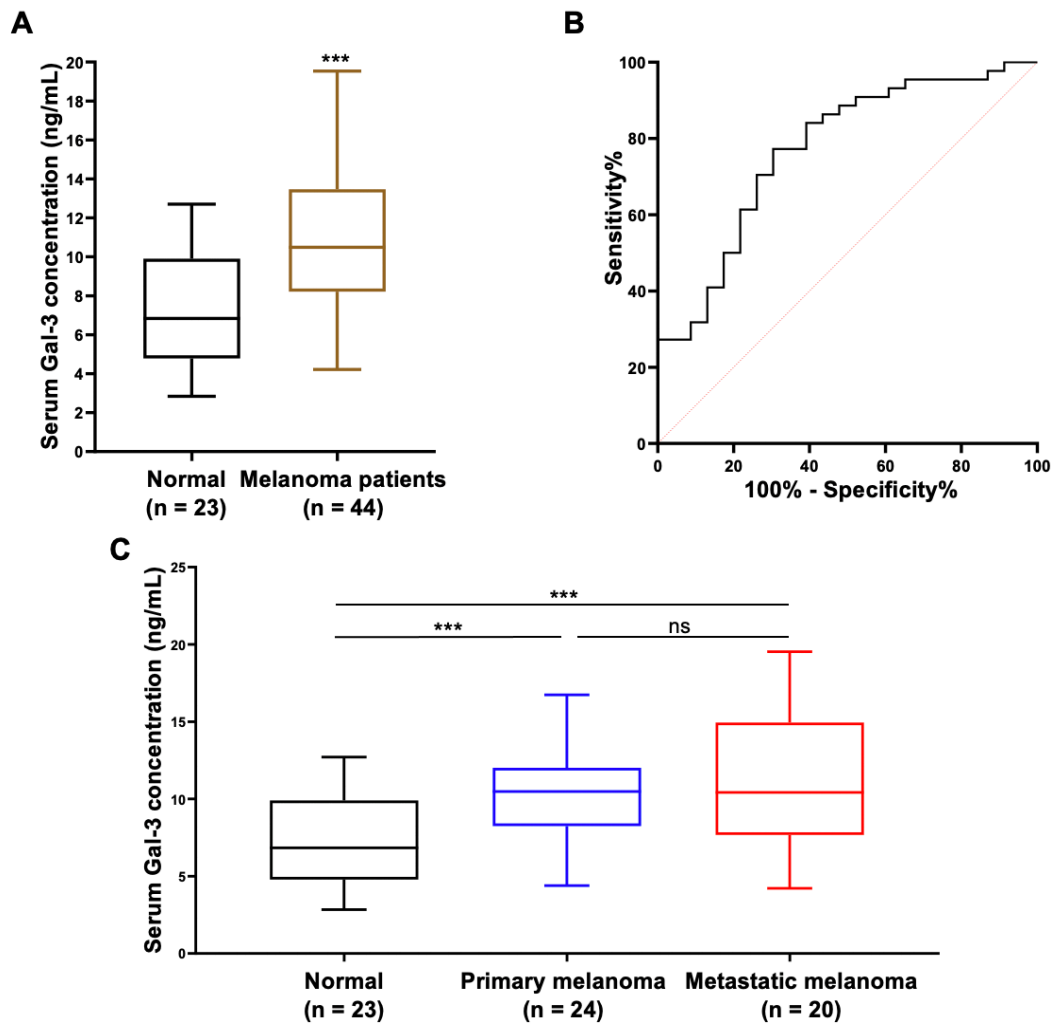 A
Serum Gal-3 concentration (ng/mL)
20
18
16
14
12
10
8
6
4
2
0
***
Normal
(n = 23)
Melanoma patients
(n = 44)
B
Sensitivity%
100
80
60
40
20
0
0 20 40 60 80 100
100% - Specificity%
C
Serum Gal-3 concentration (ng/mL)
25
20
15
10
5
0
***
***
ns
Normal
(n = 23)
Primary melanoma
(n = 24)
Metastatic melanoma
(n = 20)